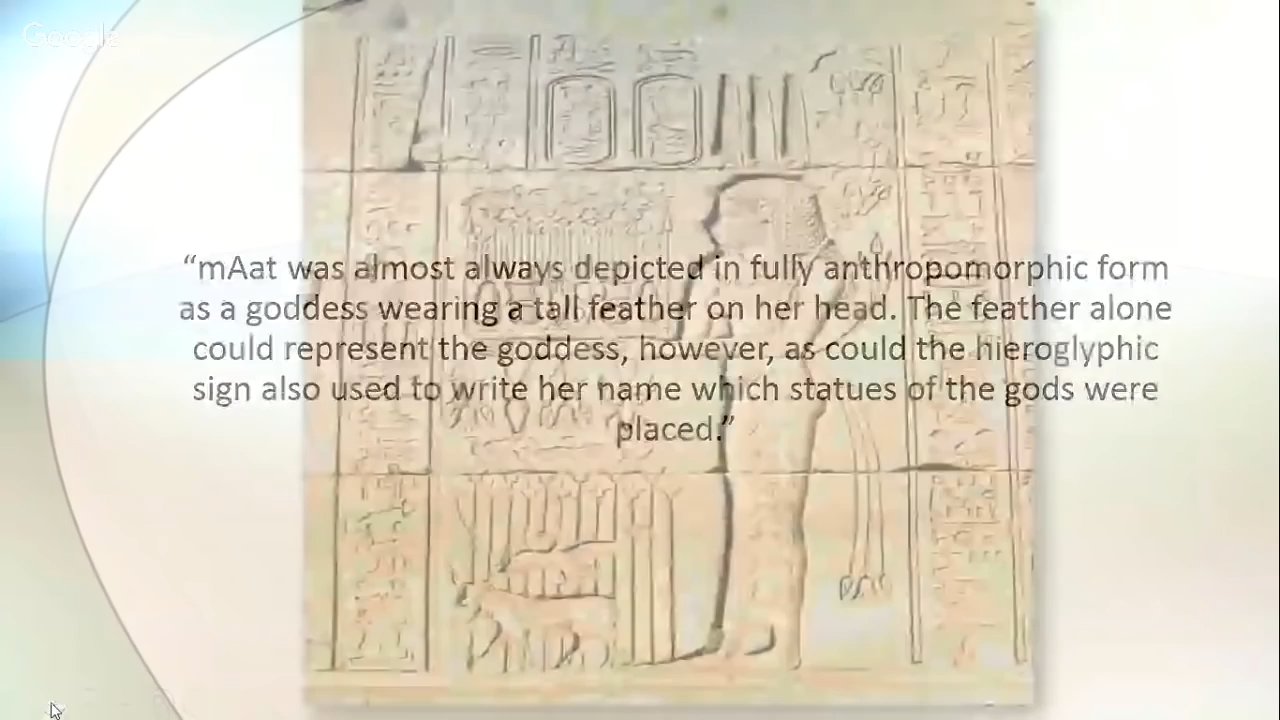 Google
“mAat was almost always depicted in fully anthropomorphic form
as a goddess wearing a tall feather on her head. The feather alone
could represent the goddess, however, as could the hieroglyphic
sign also used to write her name which statues of the gods were
placed.”